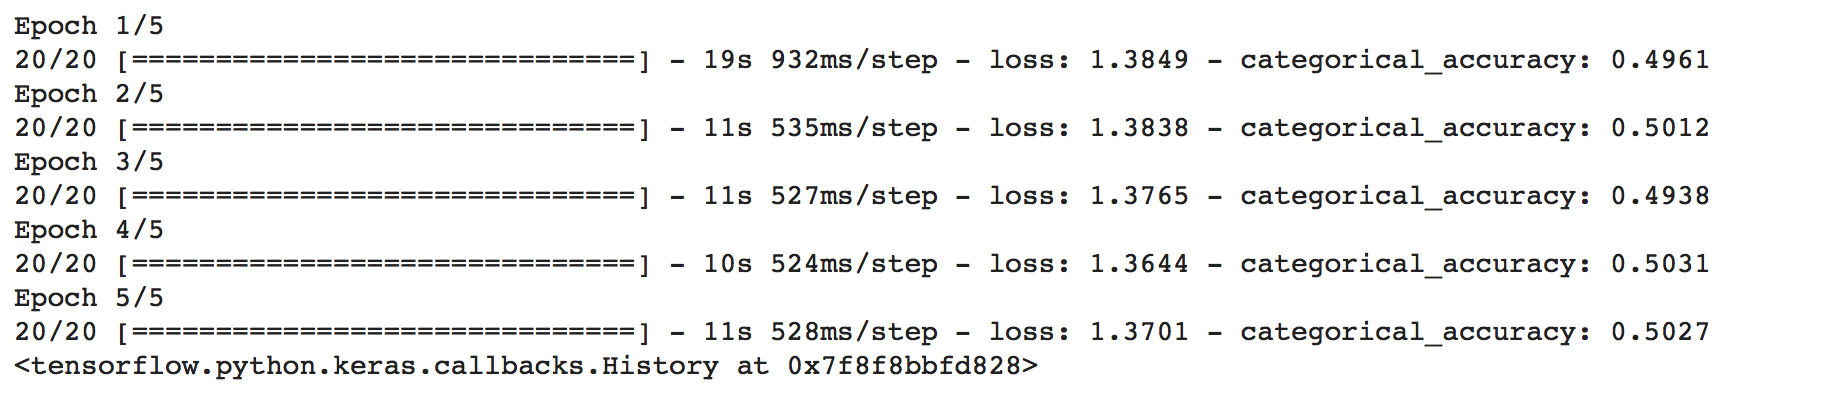 Epoch 1/5
20/20 [==============================] - 19s 932ms/step - loss: 1.3849 - categorical_accuracy: 0.4961
Epoch 2/5
20/20 [==============================] - 11s 535ms/step - loss: 1.3838 - categorical_accuracy: 0.5012
Epoch 3/5
20/20 [==============================] - 11s 527ms/step - loss: 1.3765 - categorical_accuracy: 0.4938
Epoch 4/5
20/20 [==============================] - 10s 524ms/step - loss: 1.3644 - categorical_accuracy: 0.5031
Epoch 5/5
20/20 [==============================] - 11s 528ms/step - loss: 1.3701 - categorical_accuracy: 0.5027
<tensorflow.python.keras.callbacks.History at 0x7f8f8bbfd828>